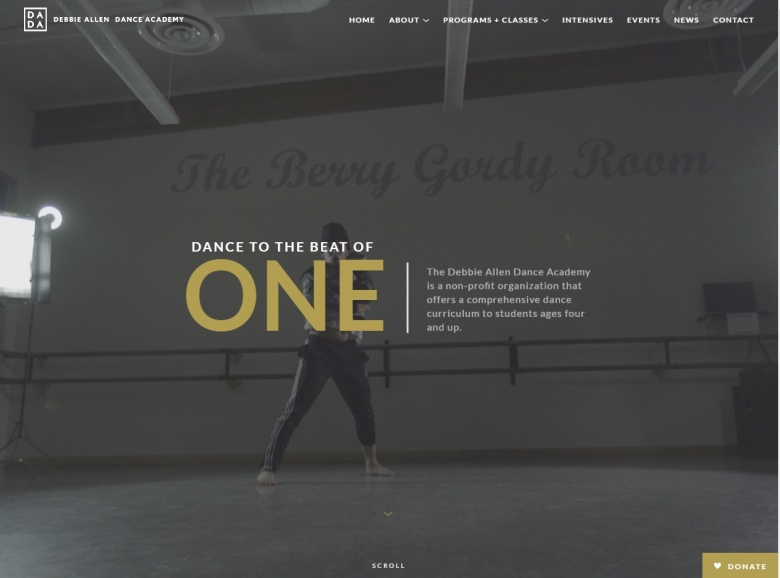 DA
DA
DEBBIE ALLEN DANCE ACADEMY
HOME
ABOUT
PROGRAMS + CLASSES
INTENSIVES
EVENTS
NEWS
CONTACT
The Berry Gordy Room
DANCE TO THE BEAT OF
ONE
The Debbie Allen Dance Academy
is a non-profit organization that
offers a comprehensive dance
curriculum to students ages four
and up.
SCROLL
DONATE